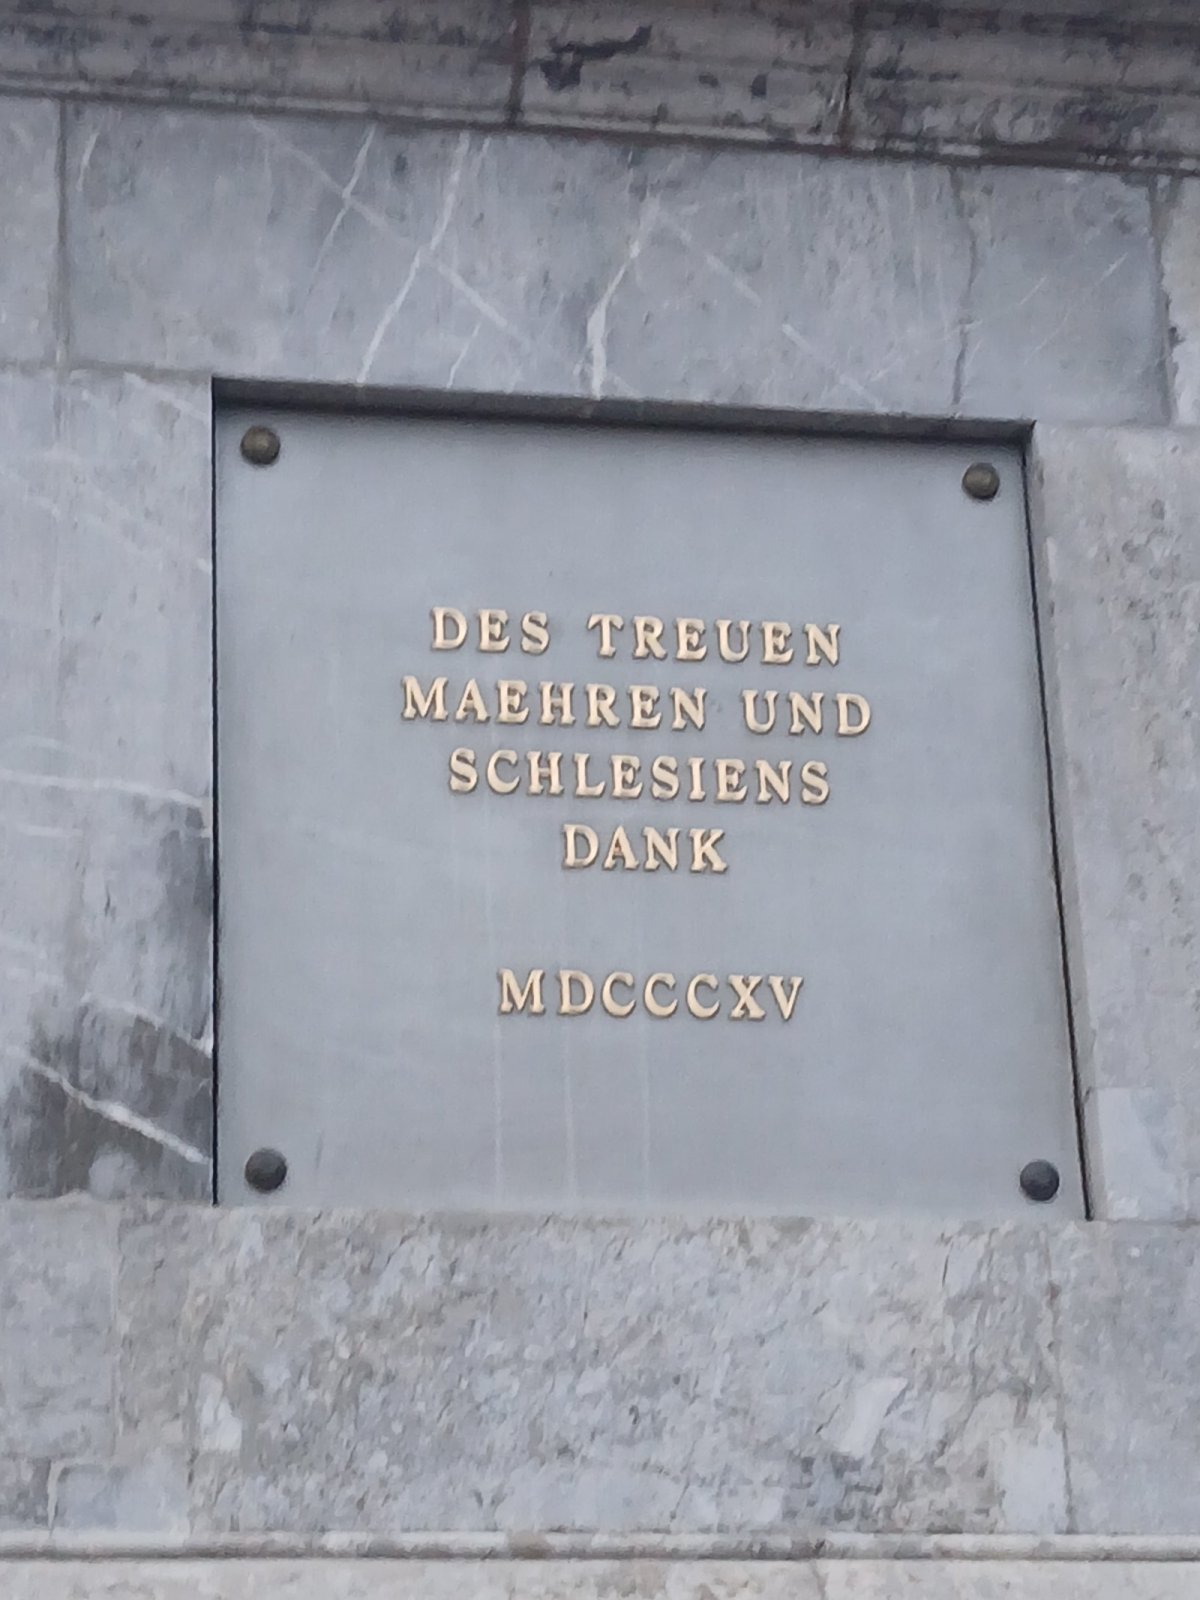 DES TREUEN
MAEHREN UND
SCHLESIENS
DANK
MDCCCXV